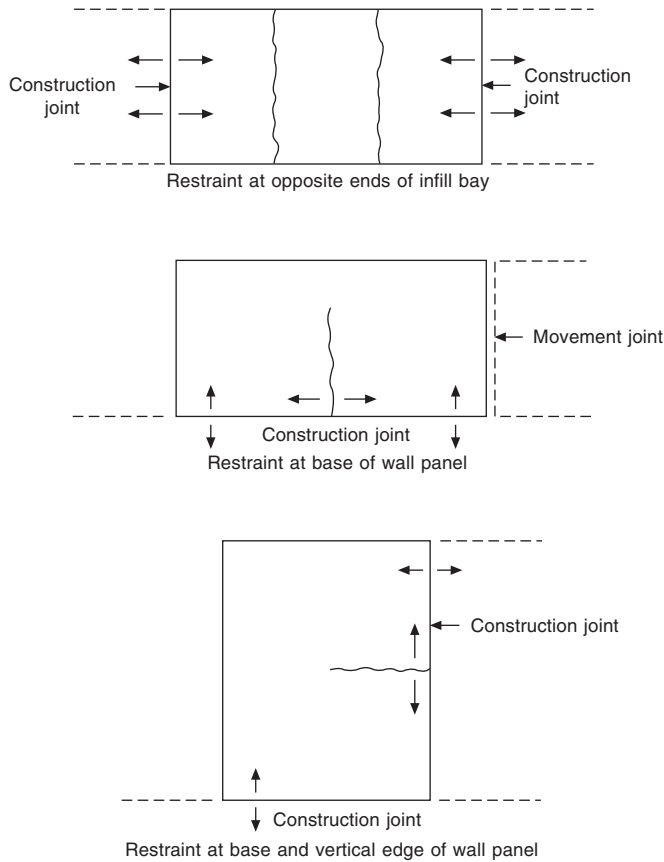 Construction
joint
Construction
joint
Restraint at opposite ends of infill bay
Movement joint
Construction joint
Restraint at base of wall panel
Construction joint
Construction joint
Restraint at base and vertical edge of wall panel